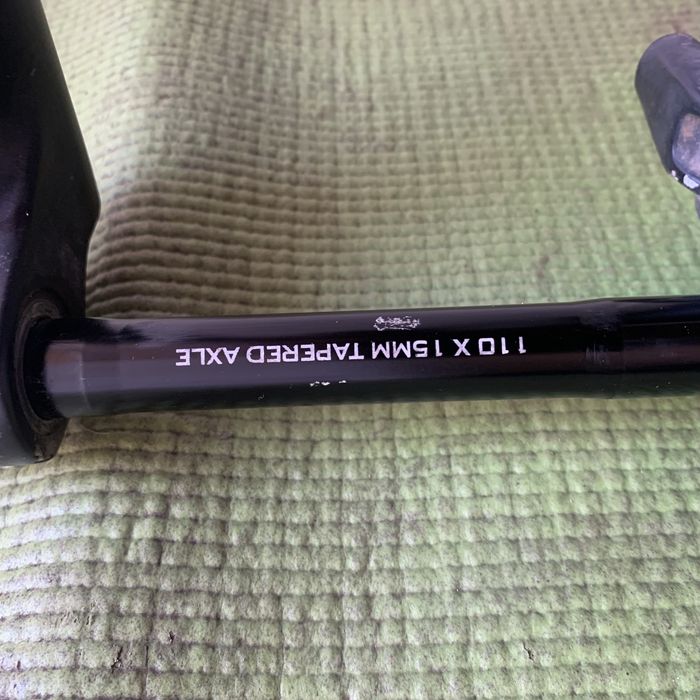 110 X 15MM TAPERED AXLE